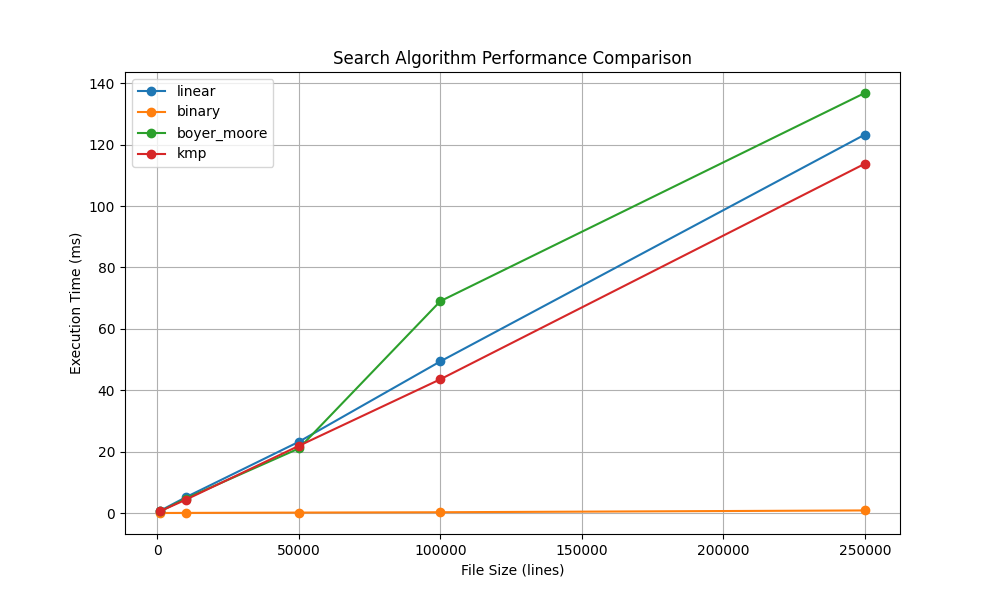 Search Algorithm Performance Comparison
linear
binary
boyer_moore
kmp
Execution Time (ms)
140
120
100
80
60
40
20
0
0 50000 100000 150000 200000 250000
File Size (lines)